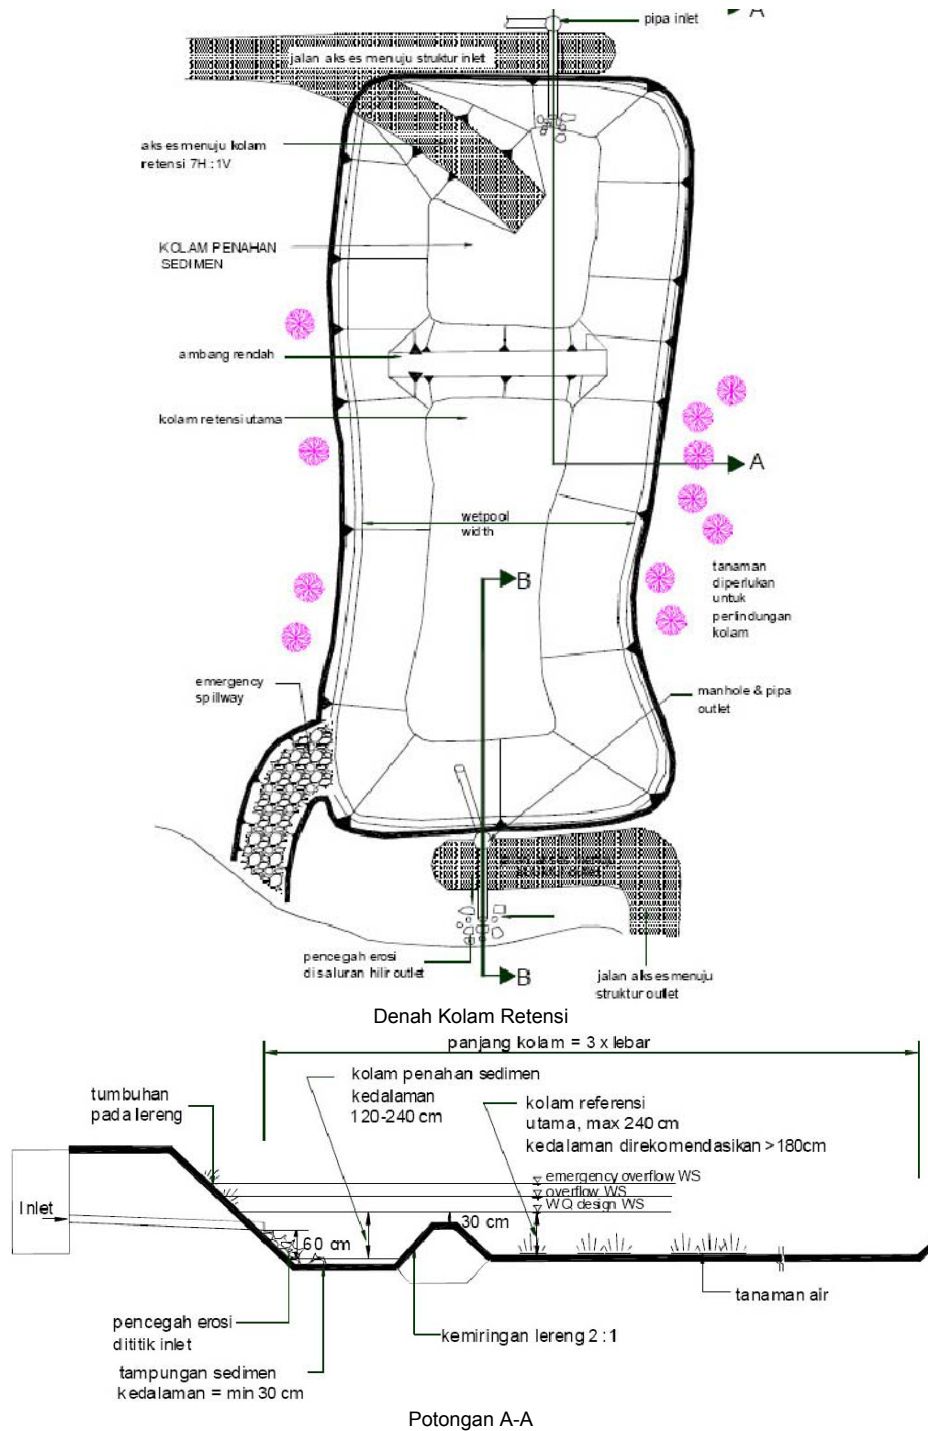 pipa inlet
A
jalan akses menuju struktur inlet
akses menuju kolam
retensi 7H:1V
KOLAM PENAHAN
SEDIMEN
ambang rendah
kolam retensi utama
A
wetpool
width
B
tanaman
diperlukan
untuk
perlindungan
kolam
emergency
spillway
manhole & pipa
outlet
pencegah erosi
disaluran hilir outlet
B
jalan akses menuju
struktur outlet
Denah Kolam Retensi
panjang kolam = 3 x lebar
kolam penahan sedimen
kedalaman
120-240 cm
tumbuhan
pada lereng
kolam referensi
utama, max 240 cm
kedalaman direkomendasikan >180cm
emergency overflow WS
overflow WS
WQ design WS
Inlet
30 cm
60 cm
tanaman air
pencegah erosi
dititik inlet
kemiringan lereng 2 : 1
tampungan sedimen
kedalaman = min 30 cm
Potongan A-A